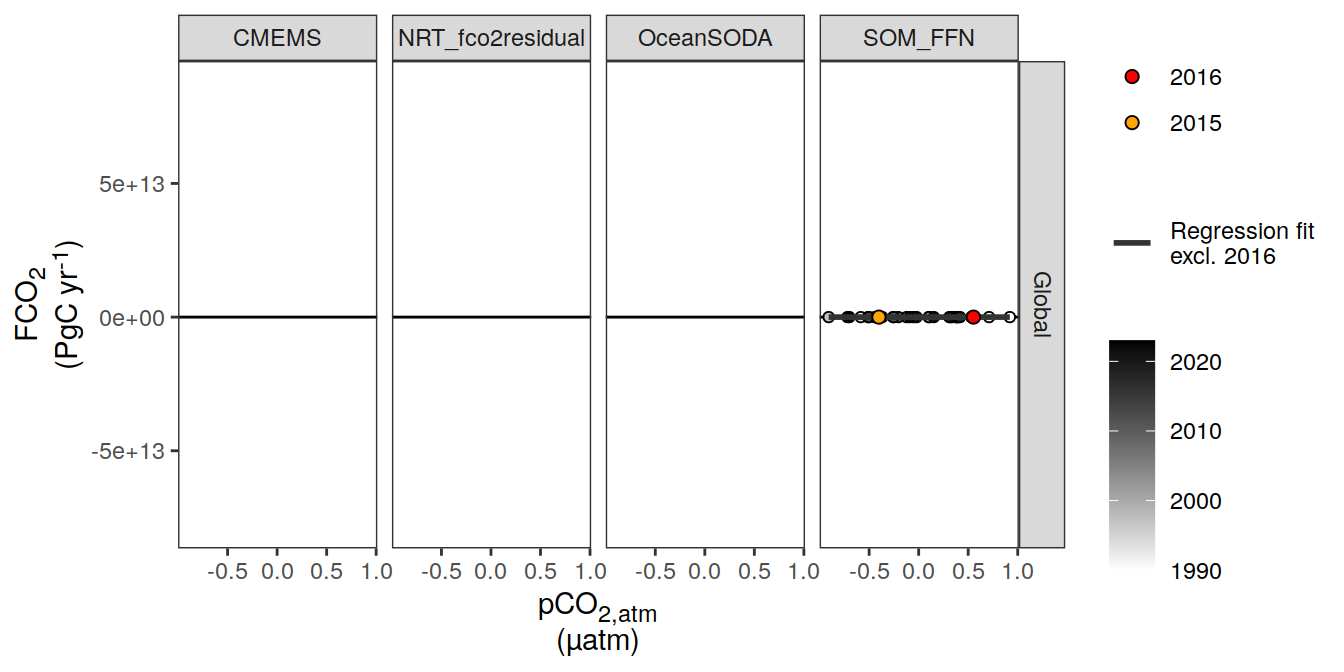 CMEMS
NRT_fco2residual
OceanSODA
SOM_FFN
Global
FCO2
(PgC yr-1)
5e+13
0e+00
-5e+13
-0.5 0.0 0.5 1.0
-0.5 0.0 0.5 1.0
-0.5 0.0 0.5 1.0
-0.5 0.0 0.5 1.0
pCO2,atm
(µatm)
2016
2015
Regression fit
excl. 2016
2020
2010
2000
1990